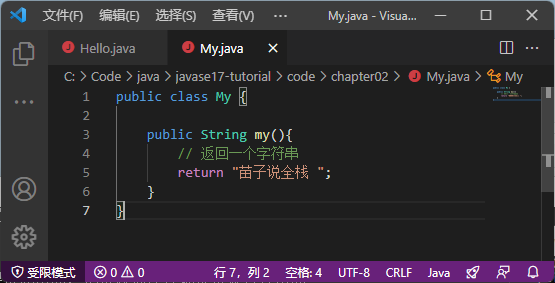 文件(F) 编辑(E) 选择(S) 查看(V) ··· My.java - Visua...
Hello.java My.java
C: > Code > java > javase17-tutorial > code > chapter02 > My.java > My
1 public class My {
2
3 public String my(){
4 // 返回一个字符串
5 return "苗子说全栈 ";
6 }
7 }
受限模式 0 0 行 7，列 2 空格: 4 UTF-8 CRLF Java